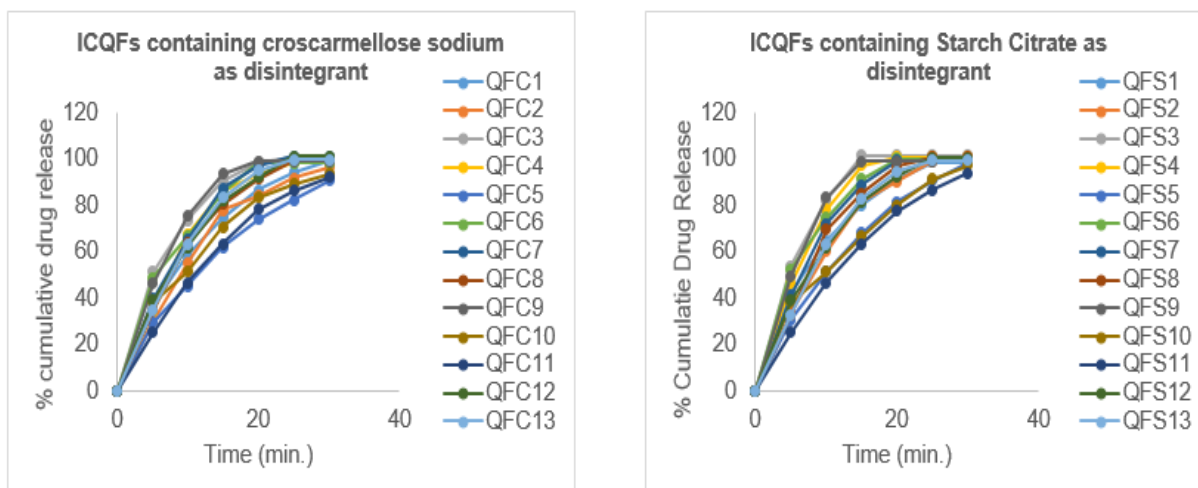 ICQFs containing croscarmellose sodium
as disintegrant
% cumulative drug release
120
100
80
60
40
20
0
0
20
40
Time (min.)
QFC1
QFC2
QFC3
QFC4
QFC5
QFC6
QFC7
QFC8
QFC9
QFC10
QFC11
QFC12
QFC13
ICQFs containing Starch Citrate as
disintegrant
% Cumulatie Drug Release
120
100
80
60
40
20
0
0
20
40
Time (min.)
QFS1
QFS2
QFS3
QFS4
QFS5
QFS6
QFS7
QFS8
QFS9
QFS10
QFS11
QFS12
QFS13